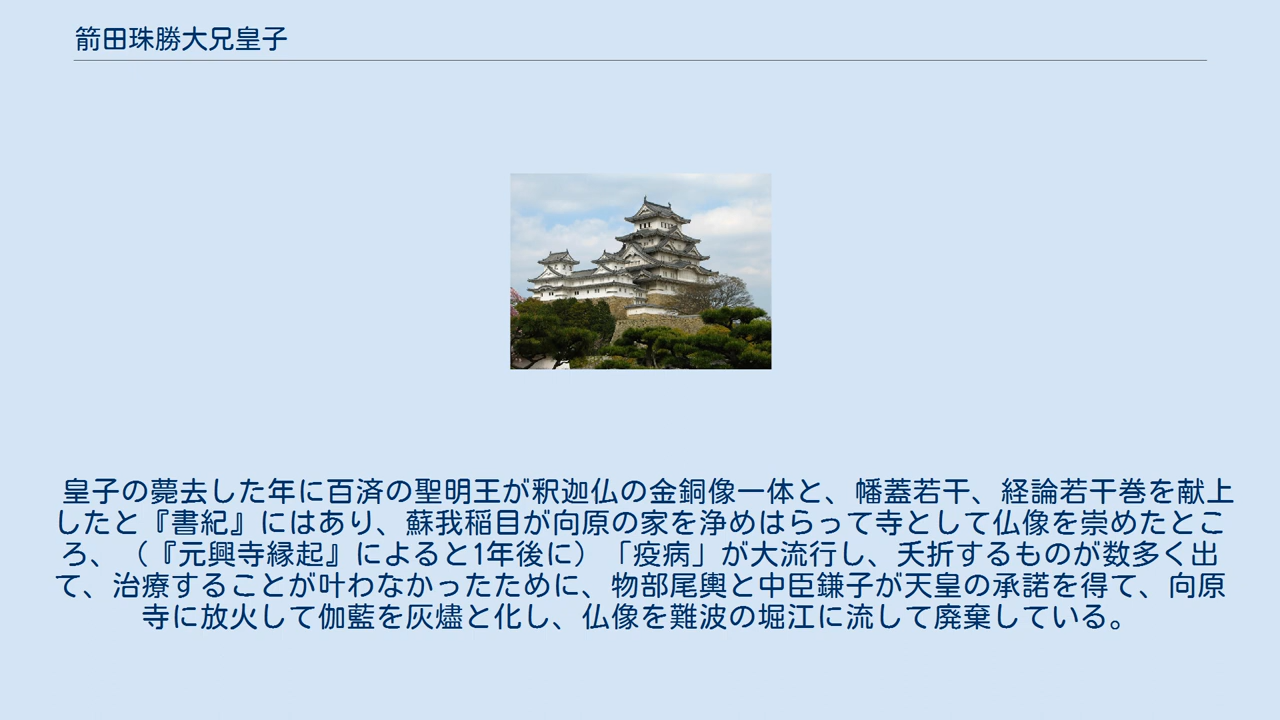 箭田珠勝大兄皇子
皇子の薨去した年に百済の聖明王が釈迦仏の金銅像一体と、幡蓋若干、経論若干巻を献上
したと『書紀』にはあり、蘇我稲目が向原の家を浄めはらって寺として仏像を崇めたとこ
ろ、（『元興寺縁起』によると1年後に）「疫病」が大流行し、夭折するものが数多く出
て、治療することが叶わなかったために、物部尾輿と中臣鎌子が天皇の承諾を得て、向原
寺に放火して伽藍を灰燼と化し、仏像を難波の堀江に流して廃棄している。